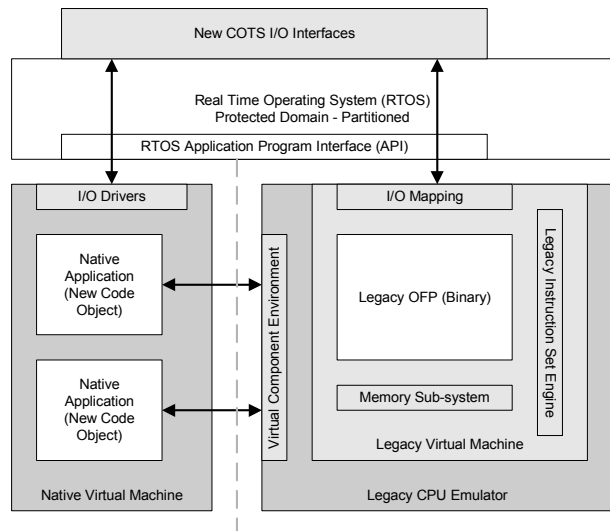 New COTS I/O Interfaces
Real Time Operating System (RTOS)
Protected Domain - Partitioned
RTOS Application Program Interface (API)
I/O Drivers
Native
Application
(New Code
Object)
Native
Application
(New Code
Object)
Native Virtual Machine
I/O Mapping
Virtual Component Environment
Legacy OFP (Binary)
Legacy Instruction Set Engine
Memory Sub-system
Legacy Virtual Machine
Legacy CPU Emulator